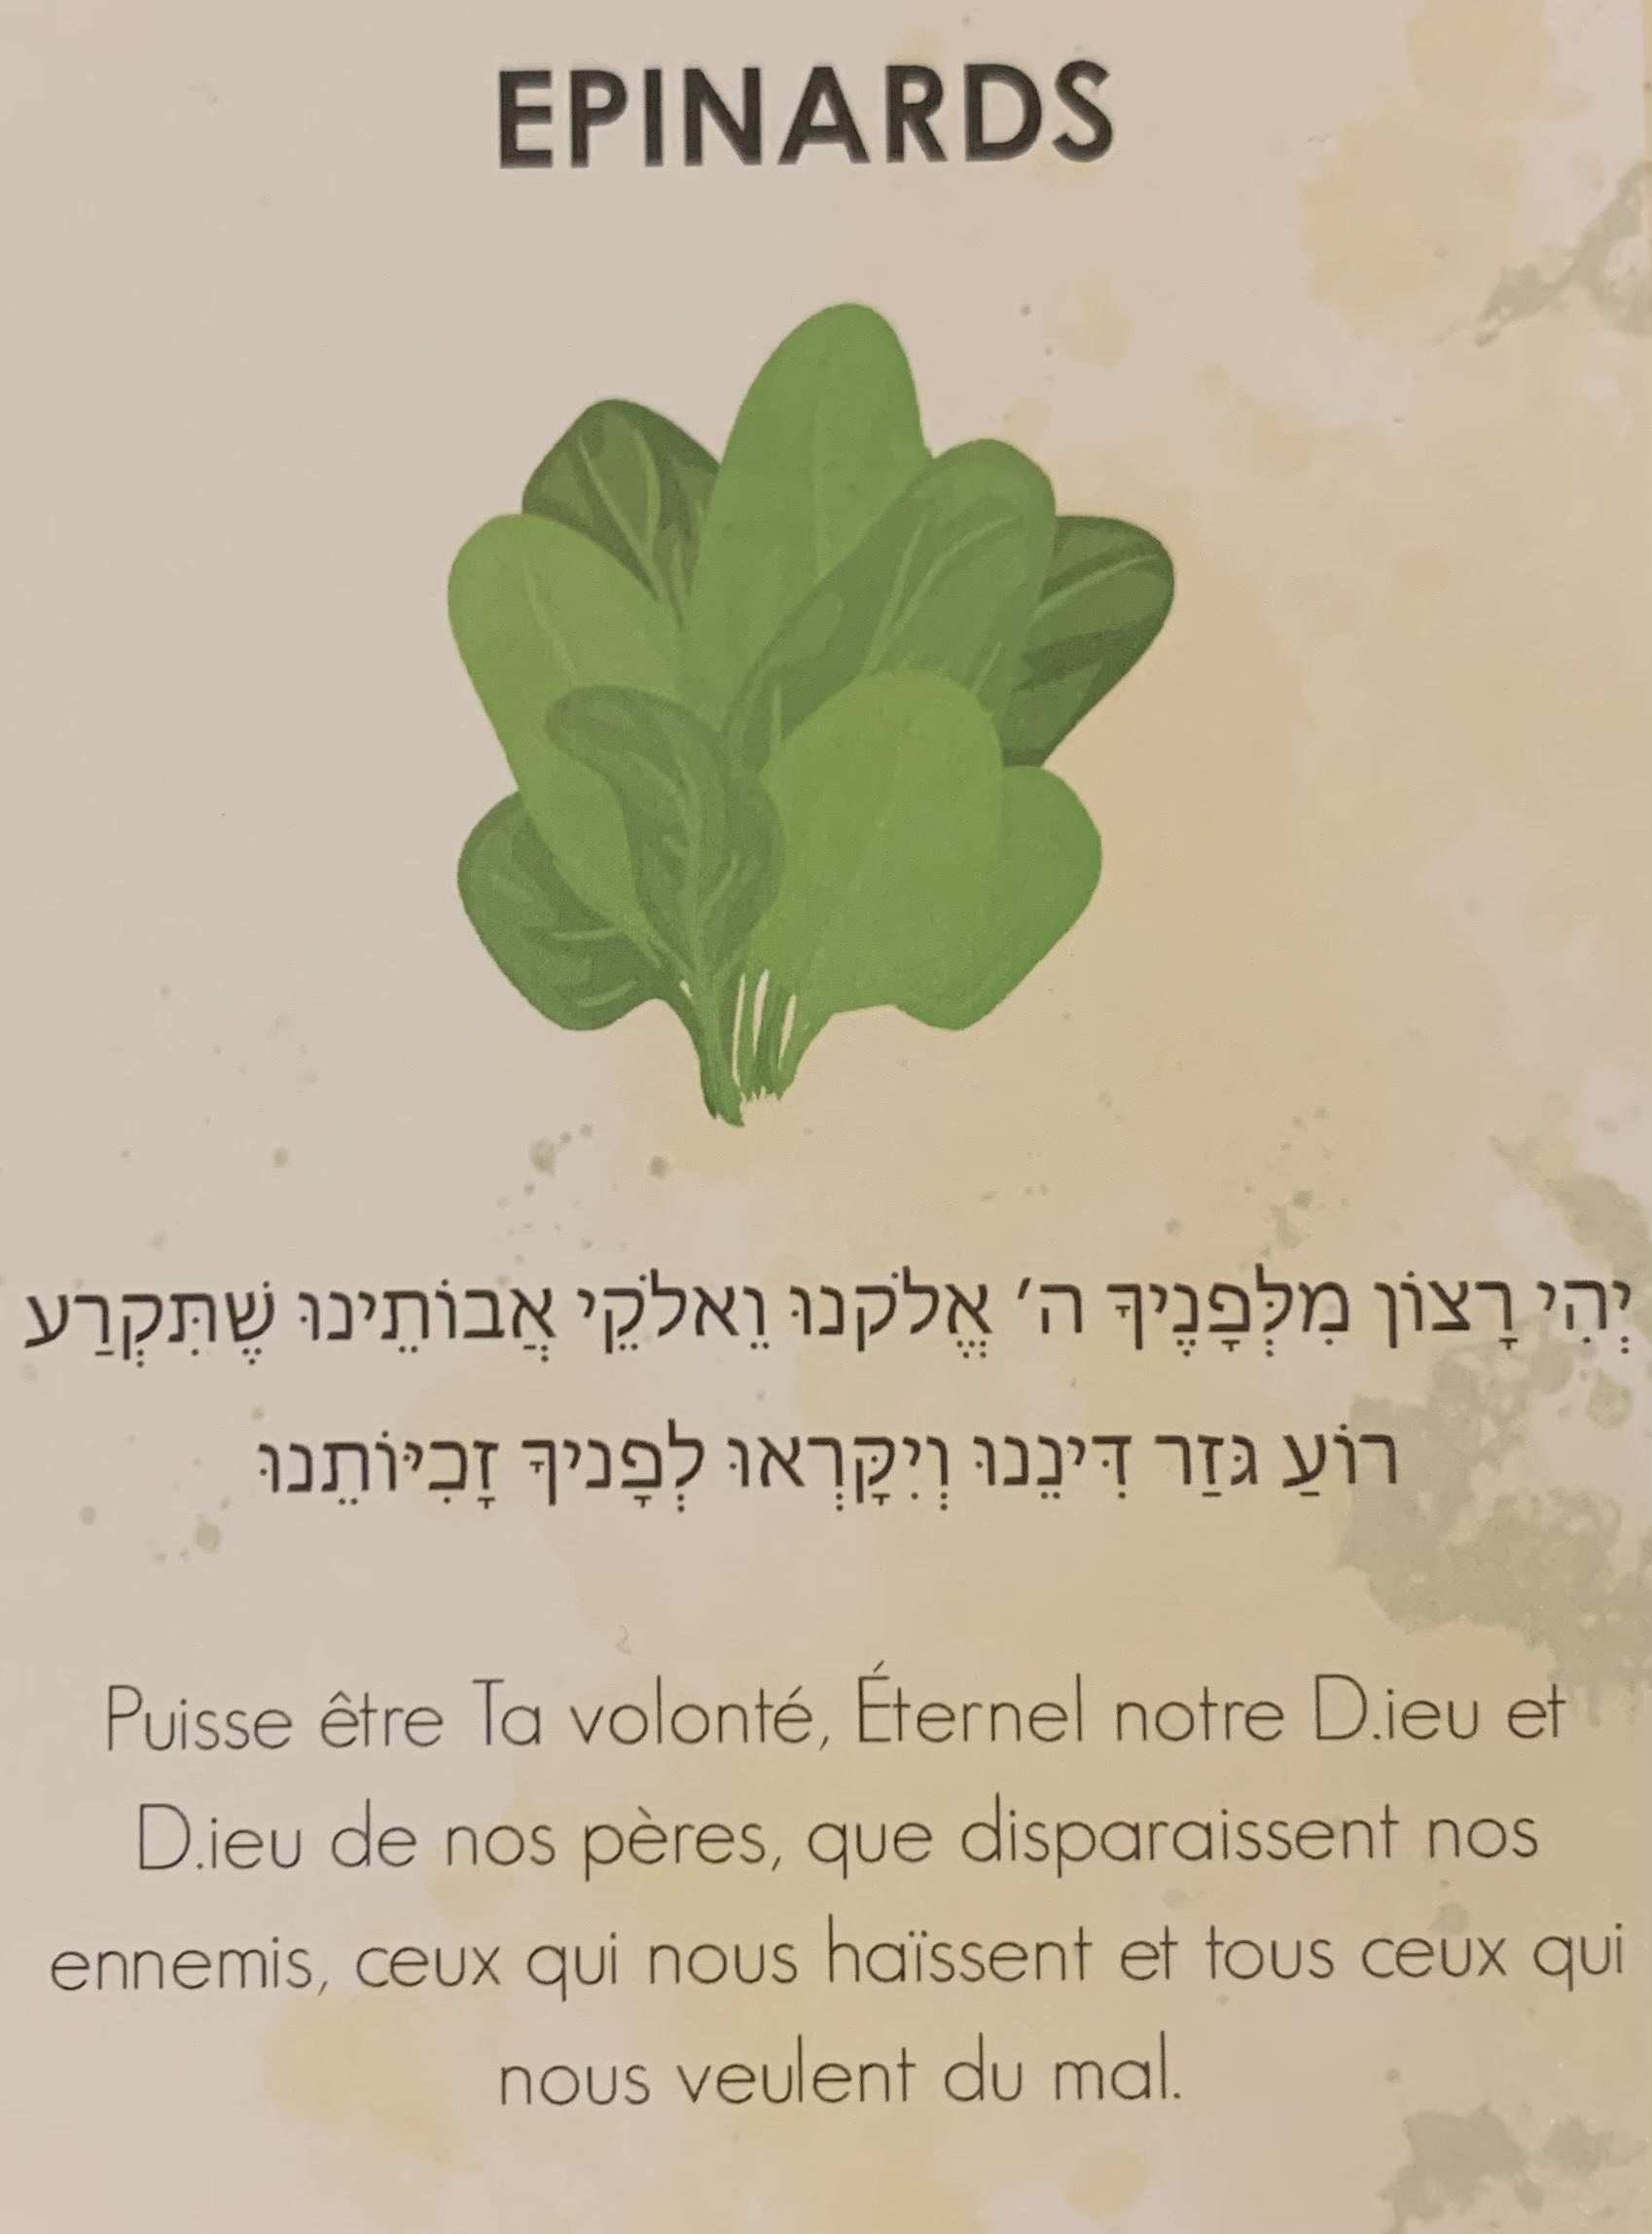 EPINARDS
יְהִי רָצוֹן מִלְּפָנֶיךָ ה' אֱלֹקנוּ וֵאלֹקֵי אֲבוֹתֵינוּ שֶׁתִּקְרַע
רוֹעַ גּזַר דִּינֵנוּ וְיִקָּרְאוּ לְפָניךָ זָכִיּוֹתֵנוּ
Puisse être Ta volonté, Éternel notre D.ieu et
D.ieu de nos pères, que disparaissent nos
ennemis, ceux qui nous haïssent et tous ceux qui
nous veulent du mal.